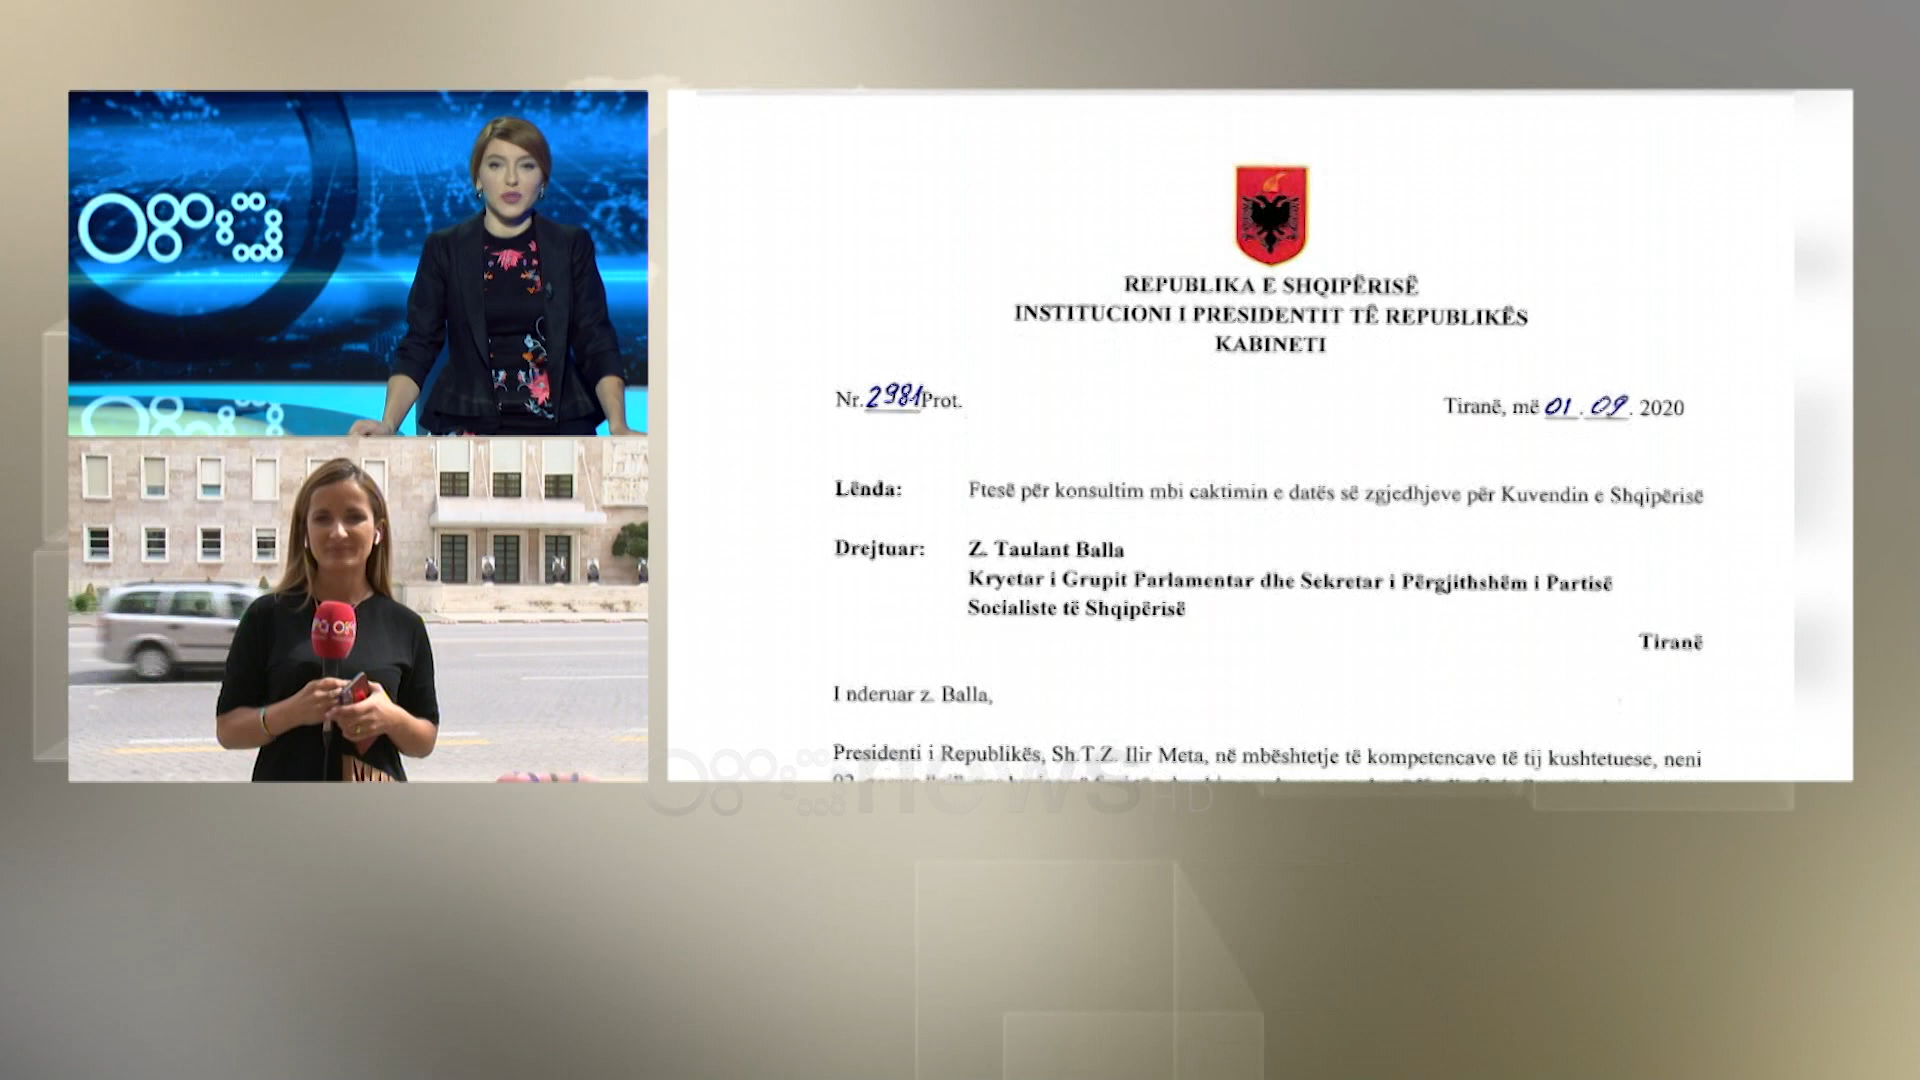 REPUBLIKA E SHQIPËRISË
INSTITUCIONI I PRESIDENTIT TË REPUBLIKËS
KABINETI
Nr. 2981 Prot.
Tiranë, më 01 . 09 . 2020
Lënda: Ftesë për konsultim mbi caktimin e datës së zgjedhjeve për Kuvendin e Shqipërisë
Drejtuar: Z. Taulant Balla
Kryetar i Grupit Parlamentar dhe Sekretar i Përgjithshëm i Partisë
Socialiste të Shqipërisë
Tiranë
I nderuar z. Balla,
Presidenti i Republikës, Sh.T.Z. Ilir Meta, në mbështetje të kompetencave të tij kushtetuese, neni
news HD